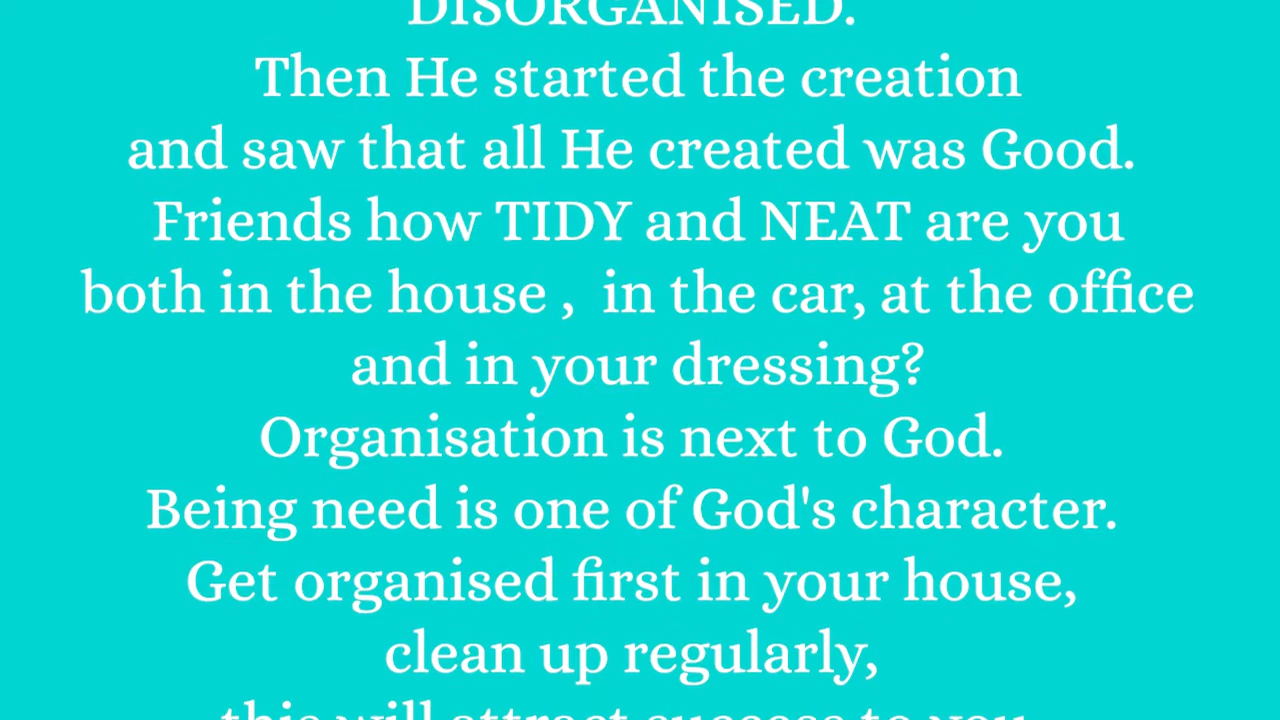 DISORGANISED.
Then He started the creation
and saw that all He created was Good.
Friends how TIDY and NEAT are you
both in the house ,  in the car, at the office
and in your dressing?
Organisation is next to God.
Being need is one of God's character.
Get organised first in your house,
clean up regularly,
this will attract success to you